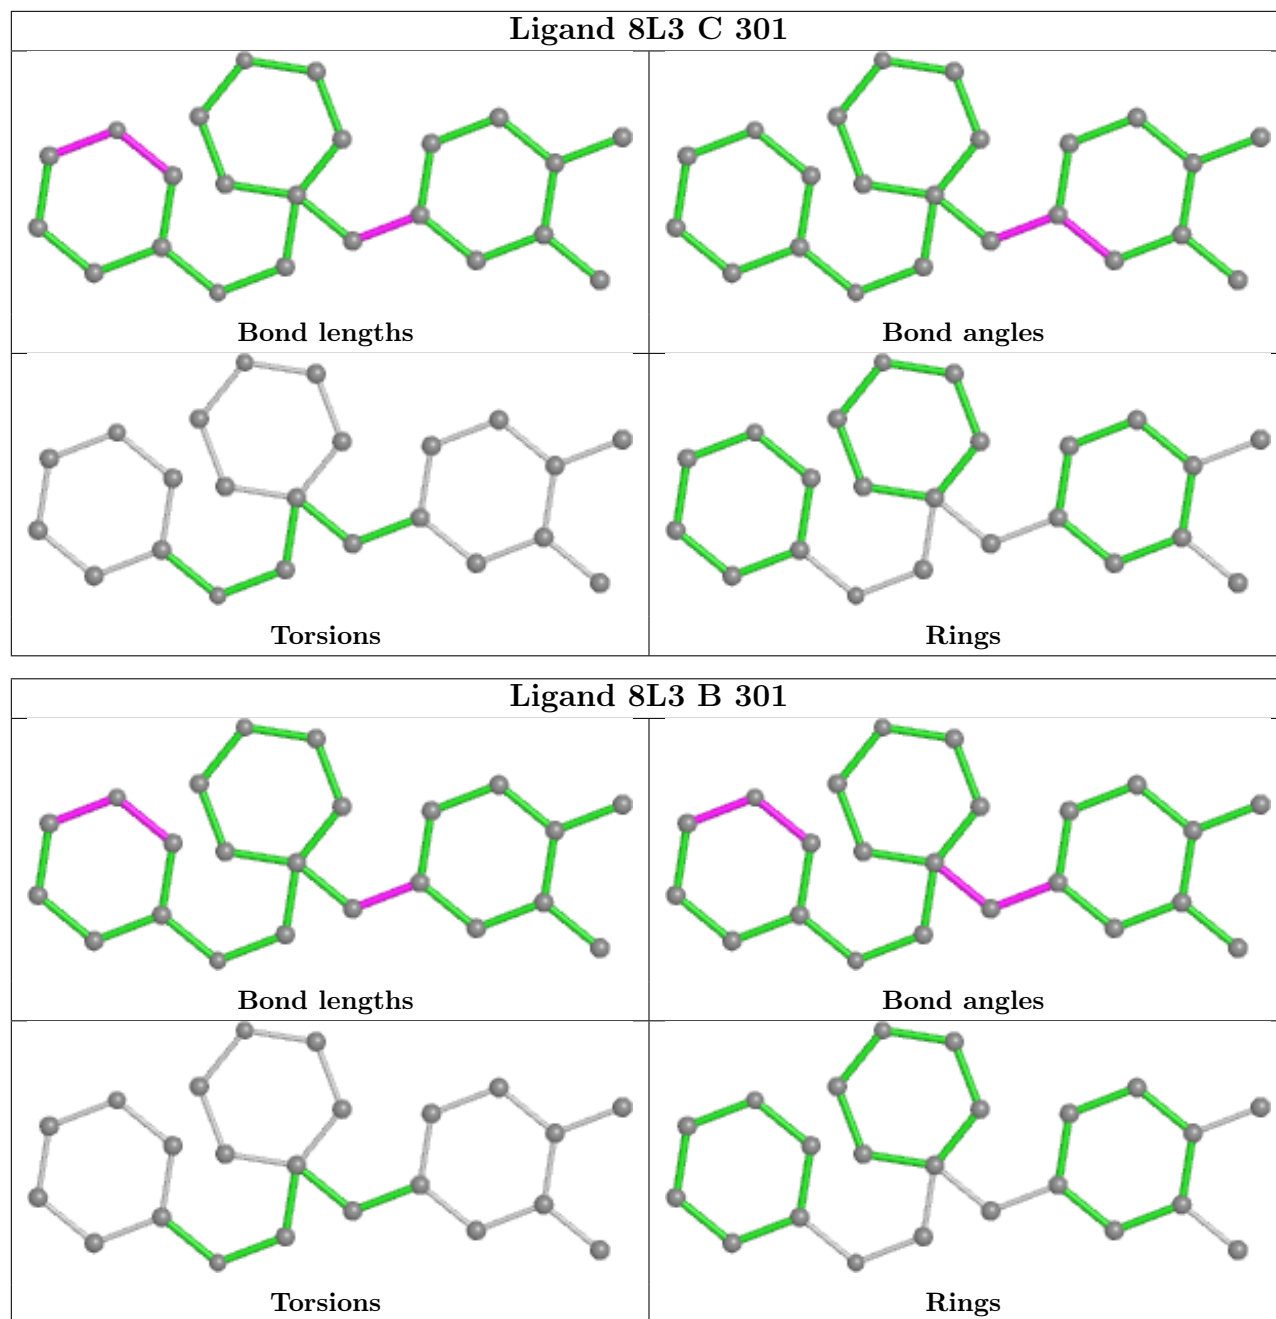 Ligand 8L3 C 301
Bond lengths
Bond angles
Torsions
Rings
Ligand 8L3 B 301
Bond lengths
Bond angles
Torsions
Rings